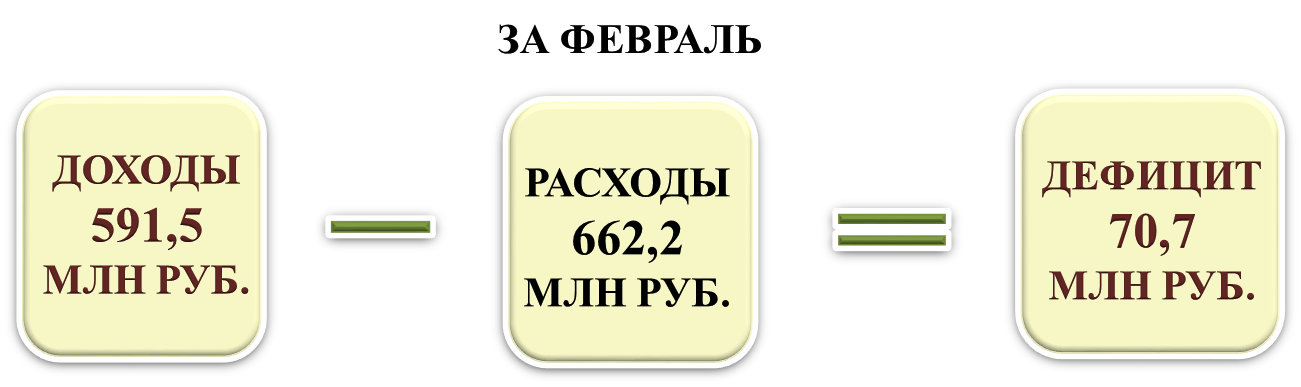 ЗА ФЕВРАЛЬ
ДОХОДЫ
591,5
МЛН РУБ.
РАСХОДЫ
662,2
МЛН РУБ.
ДЕФИЦИТ
70,7
МЛН РУБ.